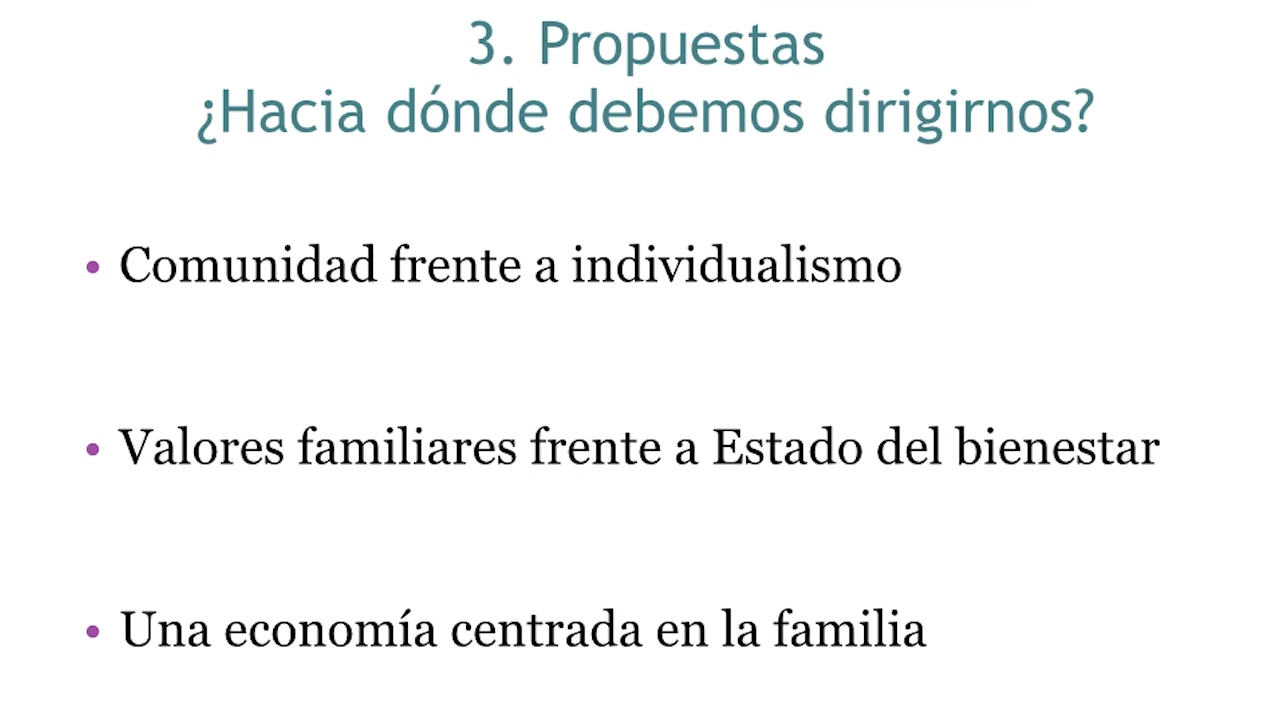 3. Propuestas
¿Hacia dónde debemos dirigirnos?
• Comunidad frente a individualismo
• Valores familiares frente a Estado del bienestar
• Una economía centrada en la familia